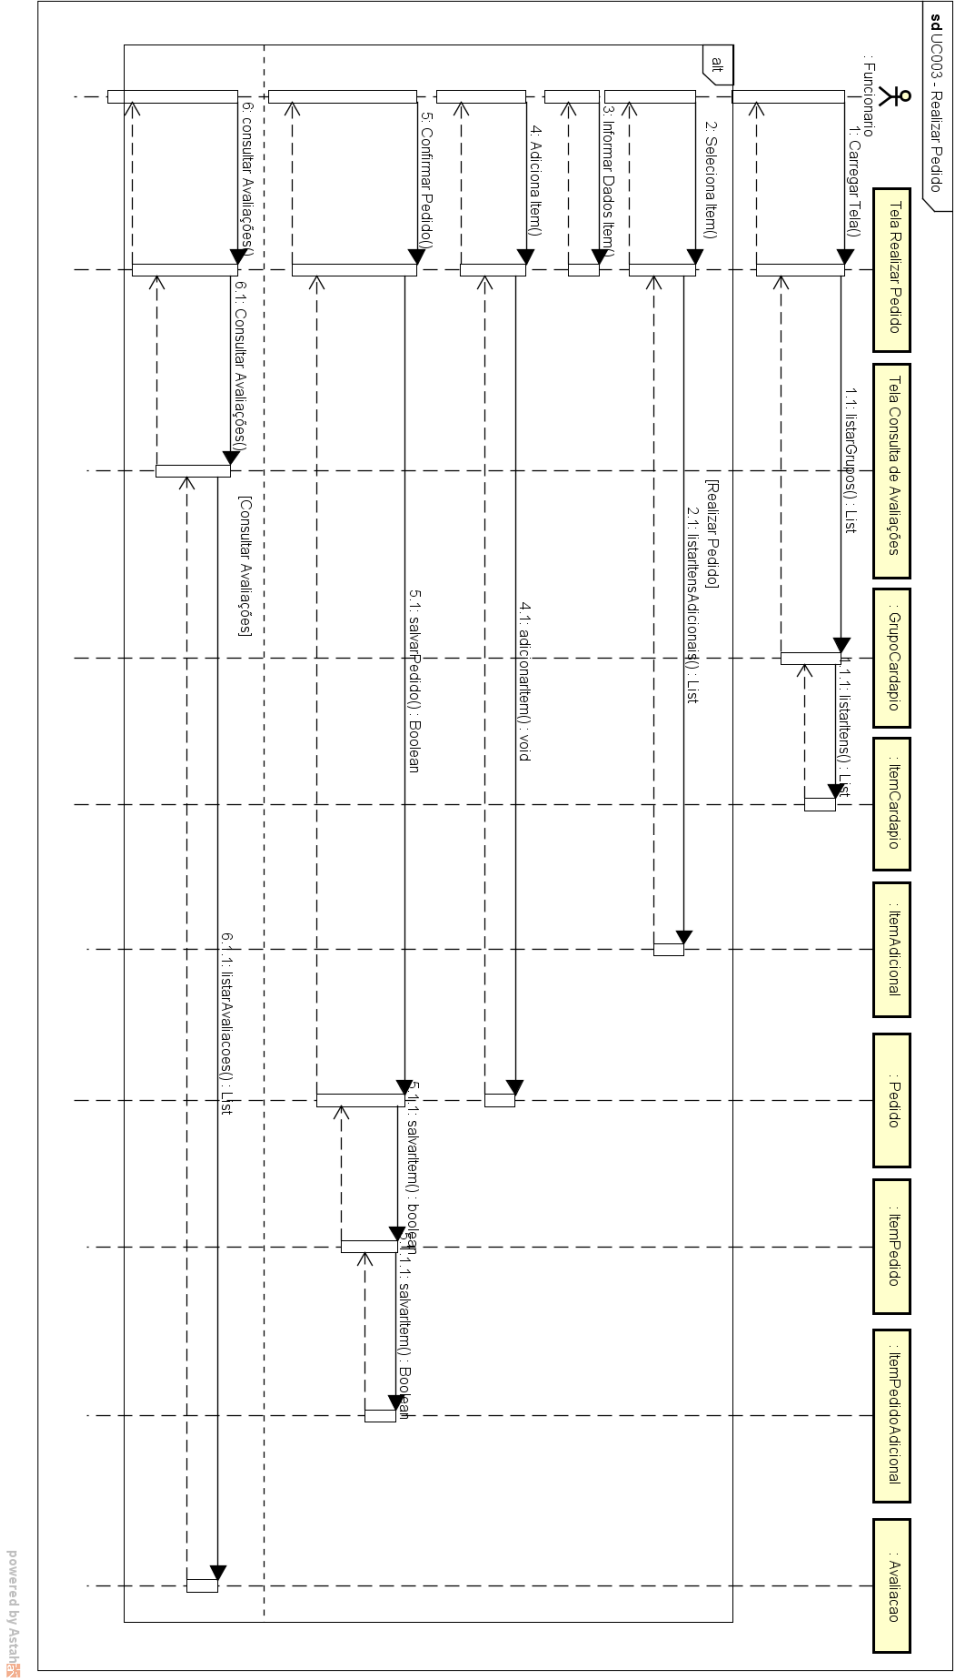 sd UC003 - Realizar Pedido
: Funcionario
Tela Realizar Pedido
Tela Consulta de Avaliações
: GrupoCardapio
: ItemCardapio
: ItemAdicional
: Pedido
: ItemPedido
: ItemPedidoAdicional
: Avaliacao
1: Carregar Tela()
1.1: listarGrupos() : List
1.1.1: listarItens() : List
alt
[Realizar Pedido]
2: Seleciona Item()
2.1: listarItensAdicionais() : List
3: Informar Dados Item()
4: Adiciona Item()
4.1: adicionarItem() : void
5: Confirmar Pedido()
5.1: salvarPedido() : Boolean
5.1.1: salvarItem() : boolean
5.1.1.1: salvarItem() : Boolean
[Consultar Avaliações]
6: consultar Avaliações()
6.1: Consultar Avaliações()
6.1.1: listarAvaliacoes() : List
powered by Astah